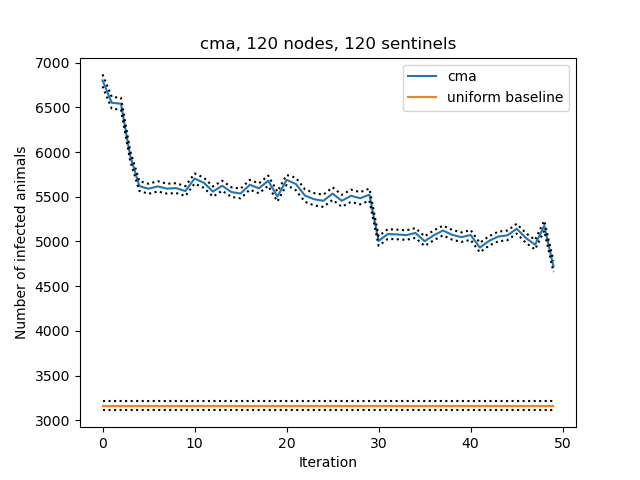 cma, 120 nodes, 120 sentinels
cma
uniform baseline
7000
6500
6000
5500
5000
4500
4000
3500
3000
Number of infected animals
0 10 20 30 40 50
Iteration